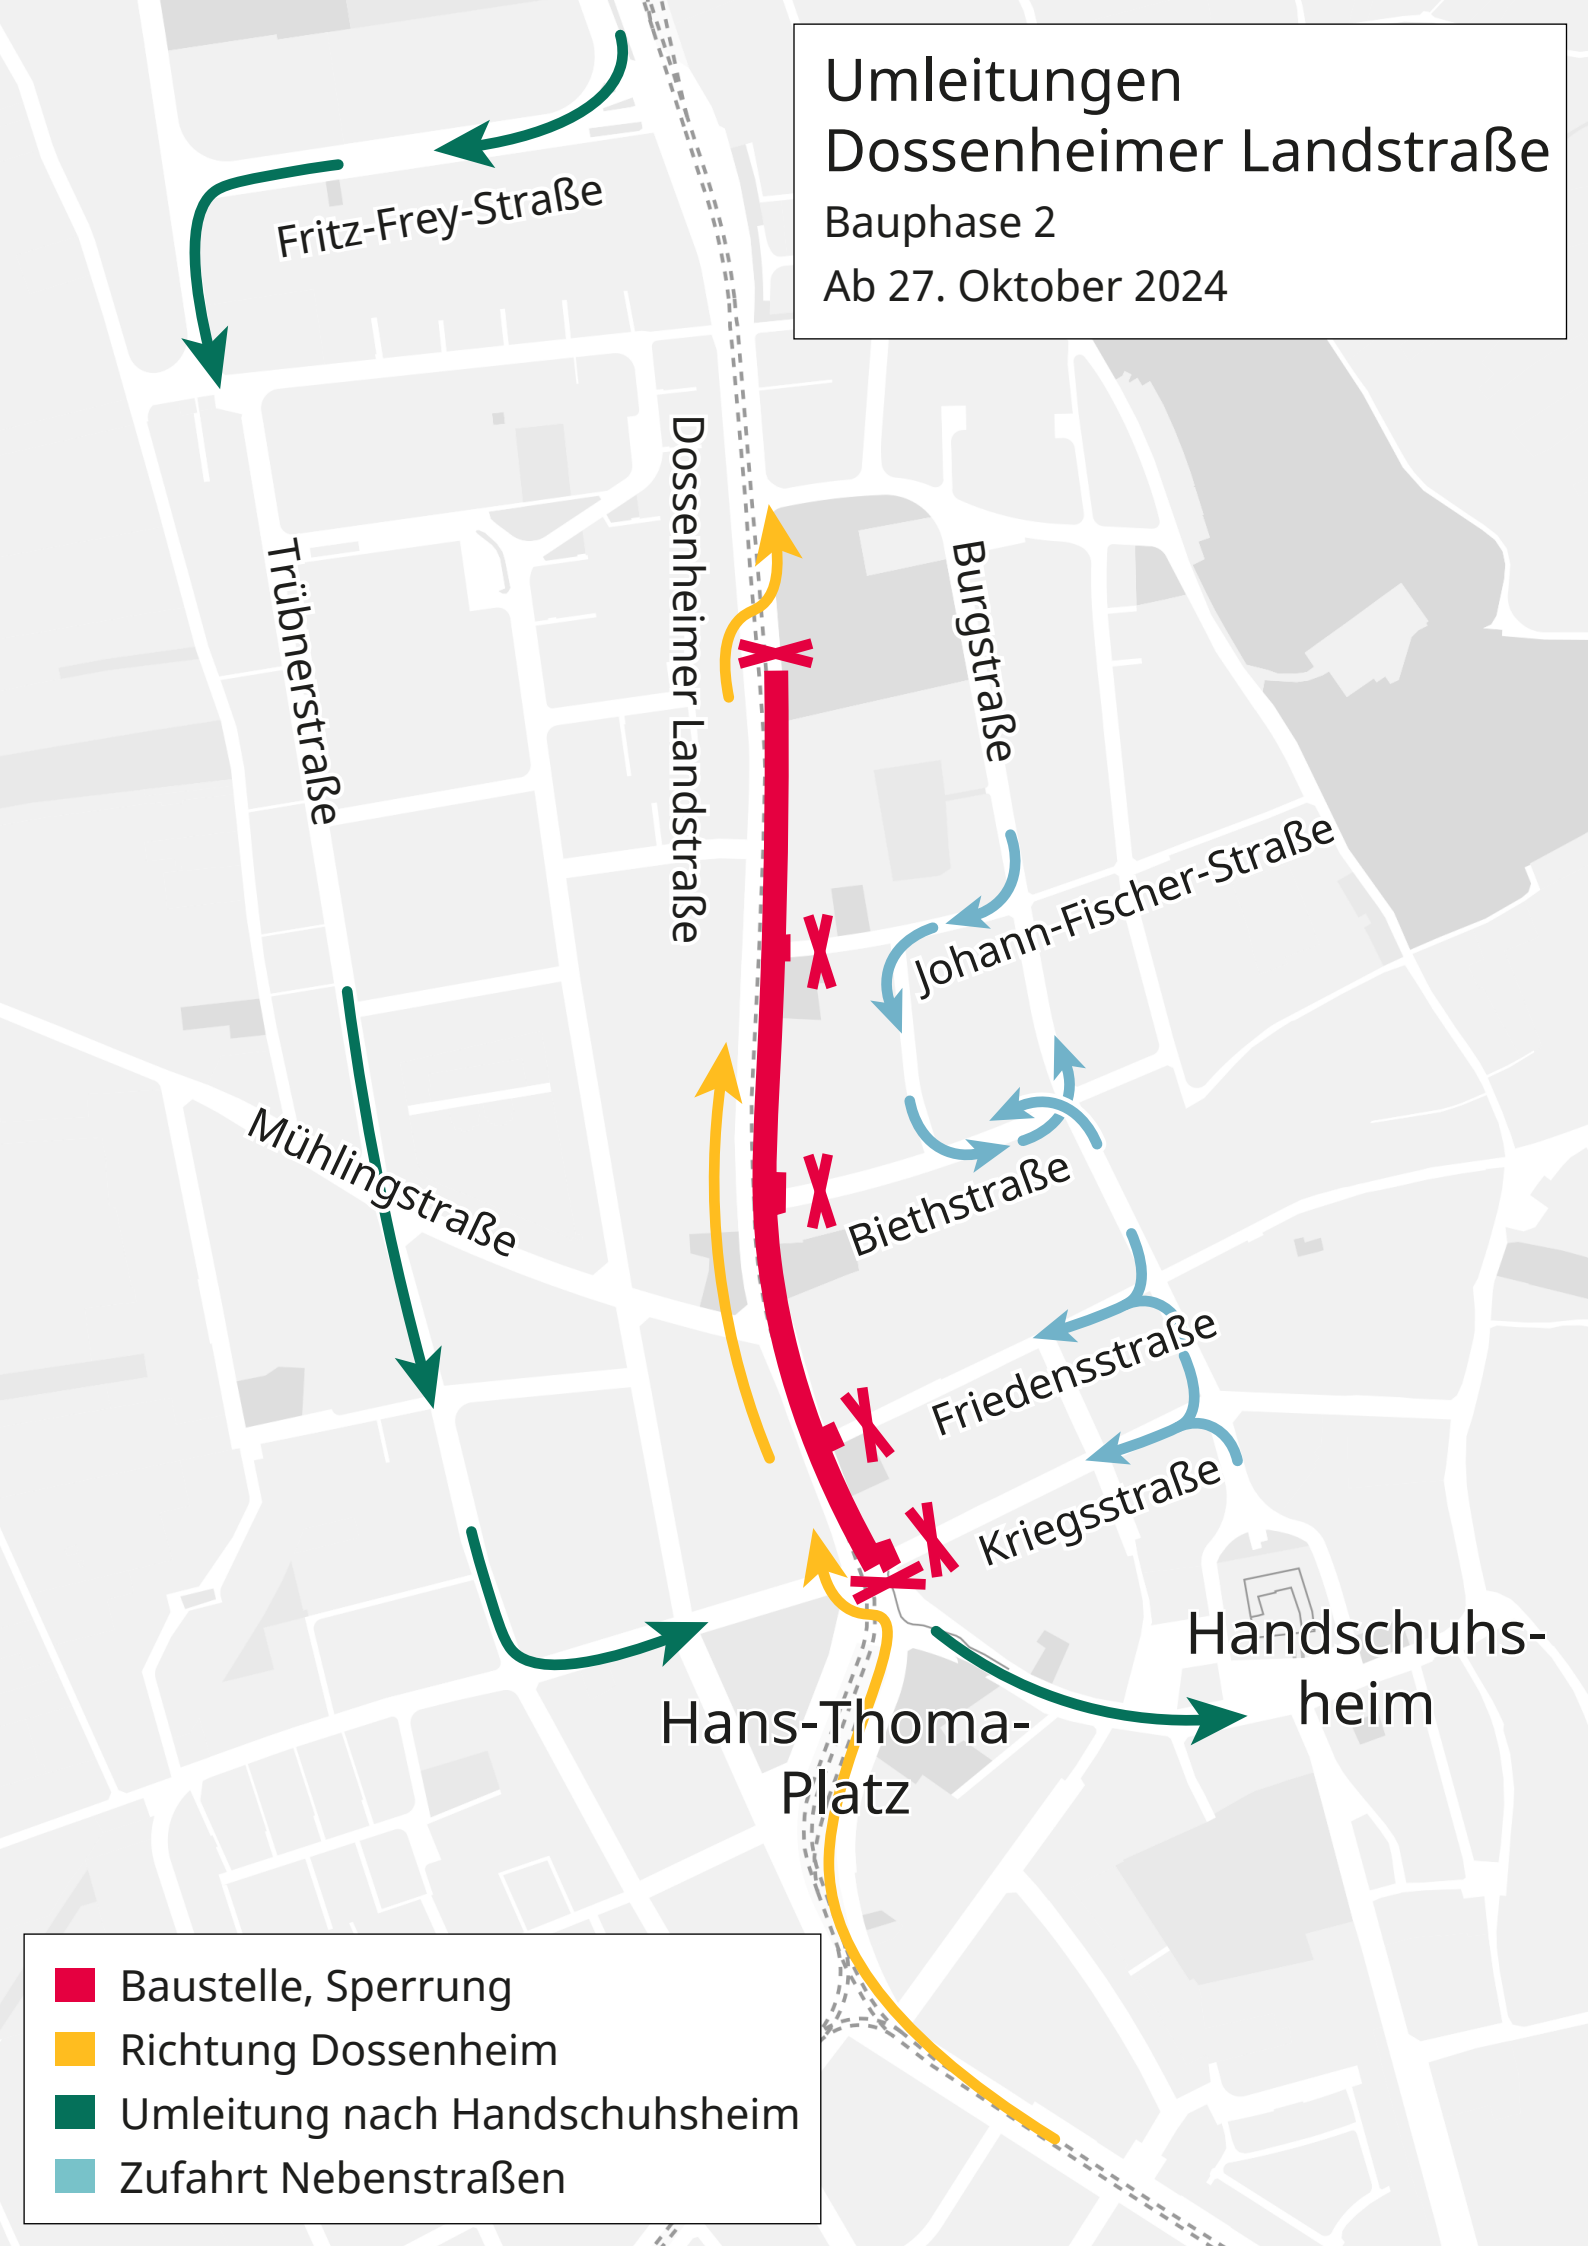 Umleitungen
Dossenheimer Landstraße
Bauphase 2
Ab 27. Oktober 2024
Fritz-Frey-Straße
Dossenheimer Landstraße
Trübnerstraße
Burgstraße
Johann-Fischer-Straße
Mühlingstraße
Biethstraße
Friedensstraße
Kriegsstraße
Handschuhs-
heim
Hans-Thoma-
Platz
Baustelle, Sperrung
Richtung Dossenheim
Umleitung nach Handschuhsheim
Zufahrt Nebenstraßen